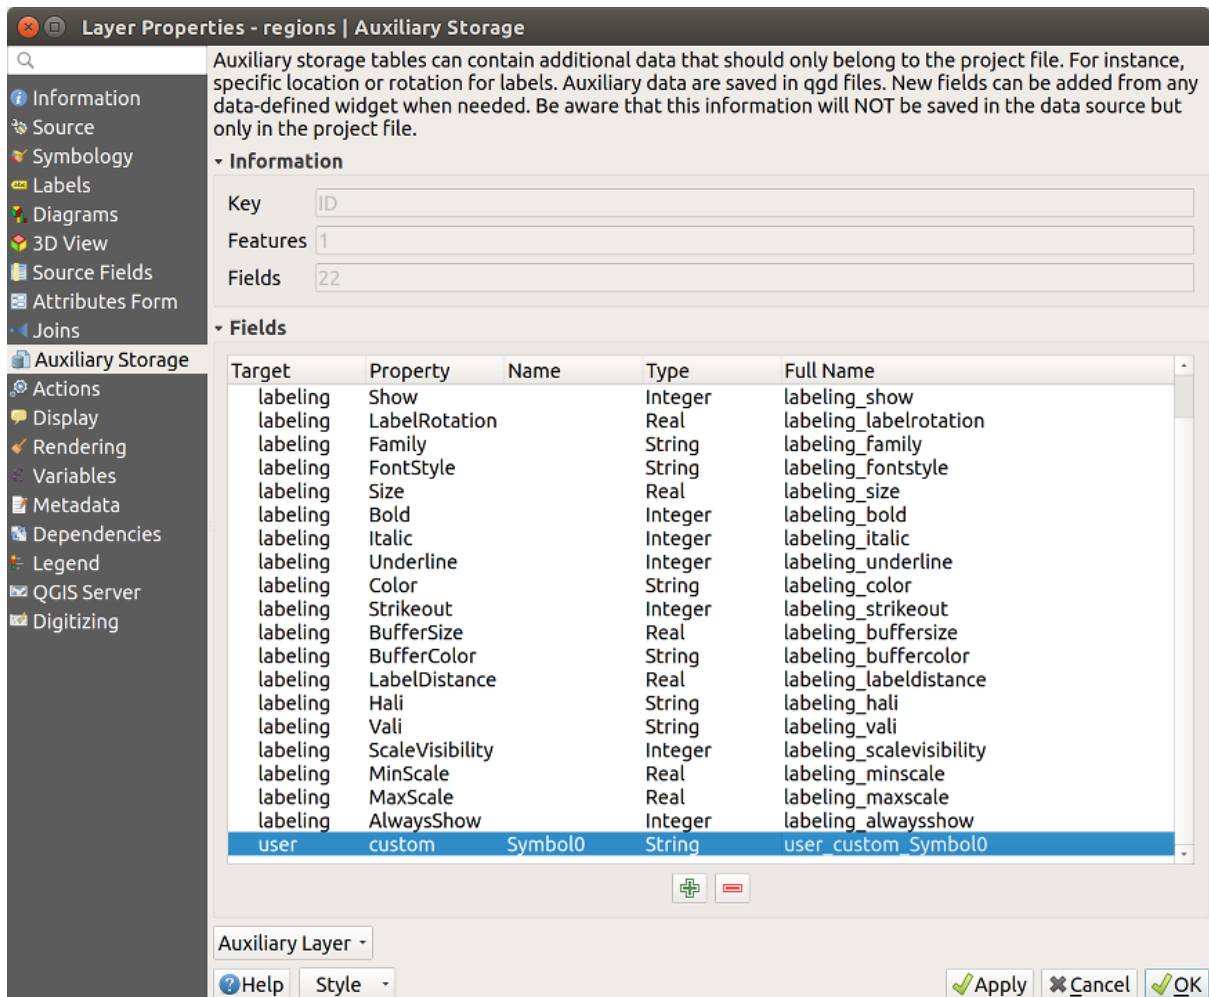 Layer Properties - regions | Auxiliary Storage
Information
Source
Symbology
Labels
Diagrams
3D View
Source Fields
Attributes Form
Joins
Auxiliary Storage
Actions
Display
Rendering
Variables
Metadata
Dependencies
Legend
QGIS Server
Digitizing
Auxiliary storage tables can contain additional data that should only belong to the project file. For instance,
specific location or rotation for labels. Auxiliary data are saved in qgd files. New fields can be added from any
data-defined widget when needed. Be aware that this information will NOT be saved in the data source but
only in the project file.
Information
Key ID
Features 1
Fields 22
Fields
Target Property Name Type Full Name
labeling Show Integer labeling_show
labeling LabelRotation Real labeling_labelrotation
labeling Family String labeling_family
labeling FontStyle String labeling_fontstyle
labeling Size Real labeling_size
labeling Bold Integer labeling_bold
labeling Italic Integer labeling_italic
labeling Underline Integer labeling_underline
labeling Color String labeling_color
labeling Strikeout Integer labeling_strikeout
labeling BufferSize Real labeling_buffersize
labeling BufferColor String labeling_buffercolor
labeling LabelDistance Real labeling_labeldistance
labeling Hali String labeling_hali
labeling Vali String labeling_vali
labeling ScaleVisibility Integer labeling_scalevisibility
labeling MinScale Real labeling_minscale
labeling MaxScale Real labeling_maxscale
labeling AlwaysShow Integer labeling_alwaysshow
user custom Symbol0 String user_custom_Symbol0
Auxiliary Layer
Help Style Apply Cancel OK